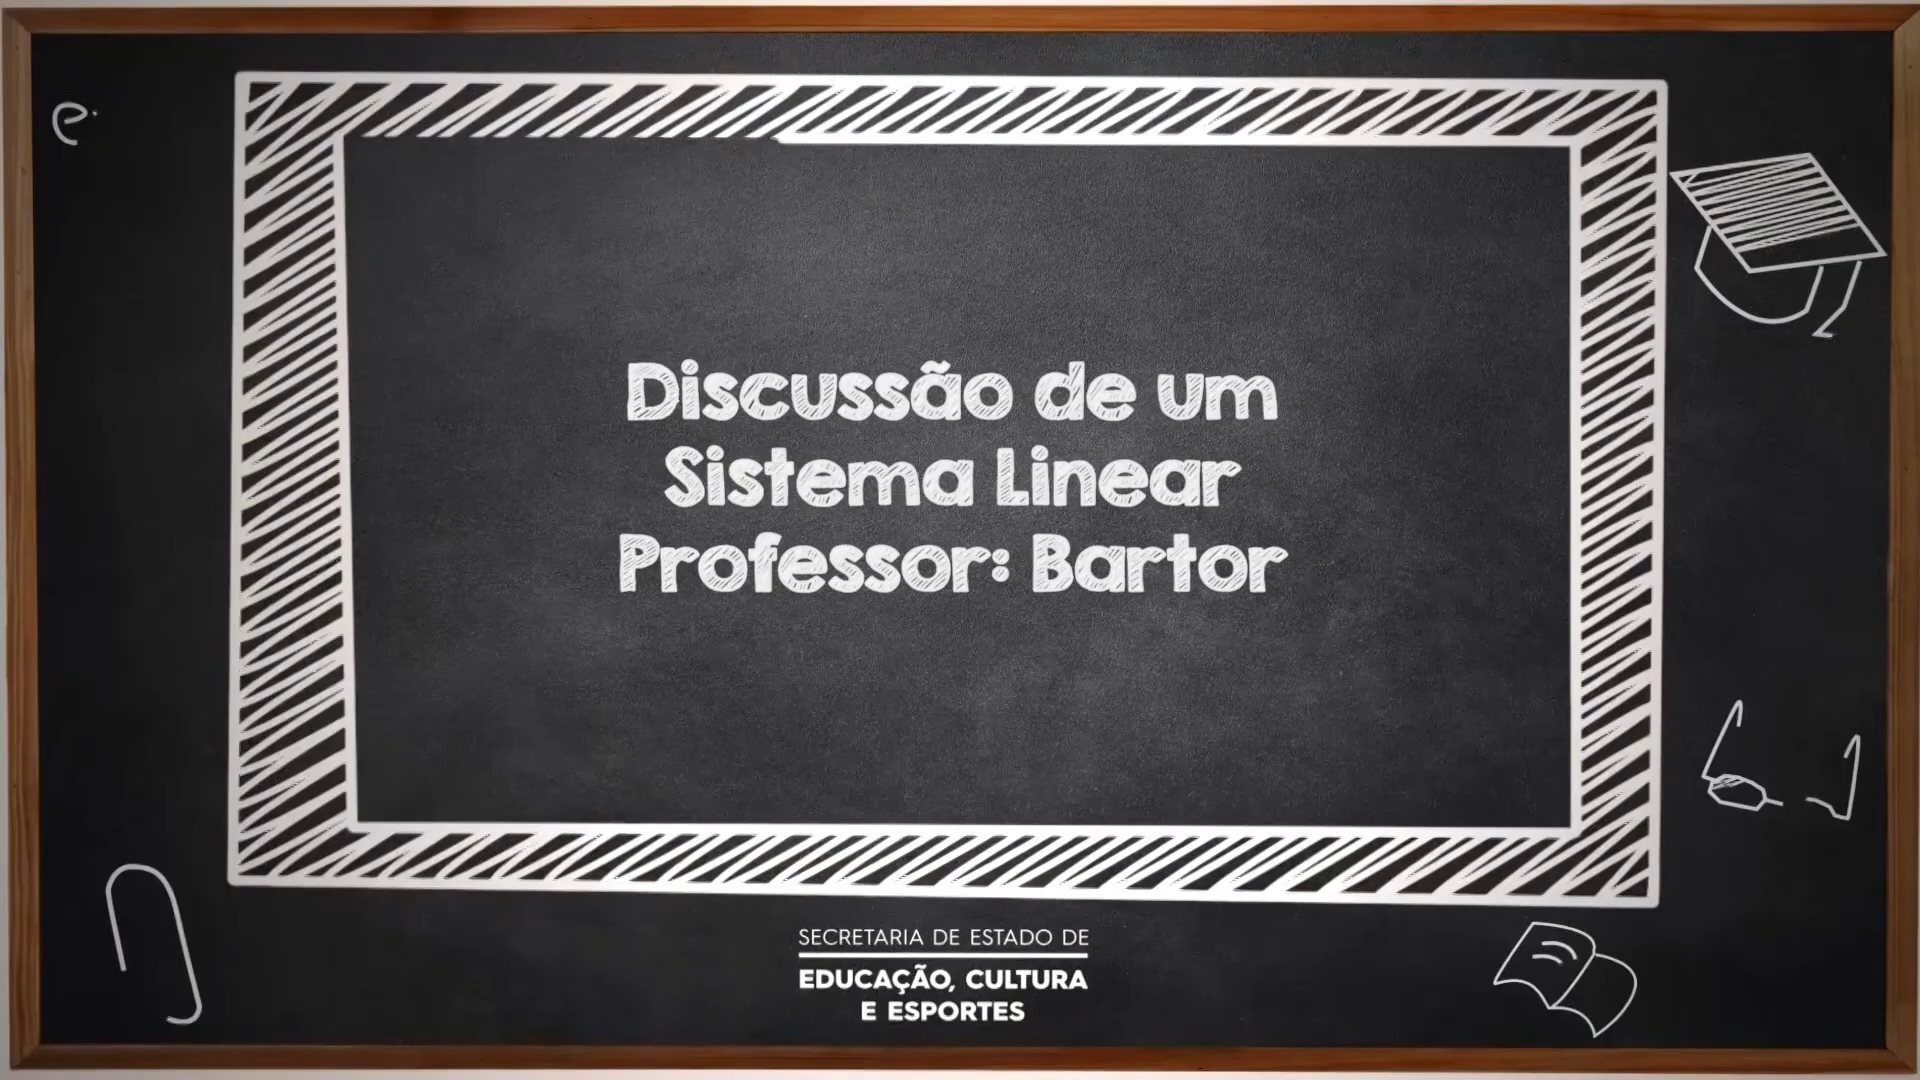 Discussão de um
Sistema Linear
Professor: Bartor
SECRETARIA DE ESTADO DE
EDUCAÇÃO, CULTURA
E ESPORTES